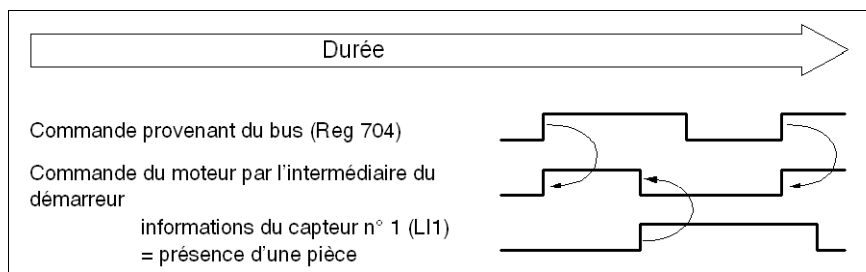 Durée
Commande provenant du bus (Reg 704)
Commande du moteur par l'intermédiaire du
démarreur
informations du capteur n° 1 (LI1)
= présence d'une pièce